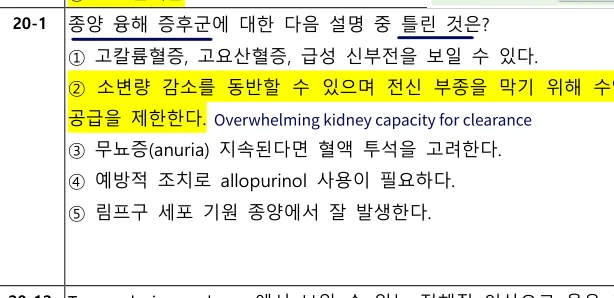 20-1
종양 융해 증후군에 대한 다음 설명 중 틀린 것은?
① 고칼륨혈증, 고요산혈증, 급성 신부전을 보일 수 있다.
② 소변량 감소를 동반할 수 있으며 전신 부종을 막기 위해
공급을 제한한다. Overwhelming kidney capacity for clearance
③ 무뇨증(anuria) 지속된다면 혈액 투석을 고려한다.
④ 예방적 조치로 allopurinol 사용이 필요하다.
⑤ 림프구 세포 기원 종양에서 잘 발생한다.